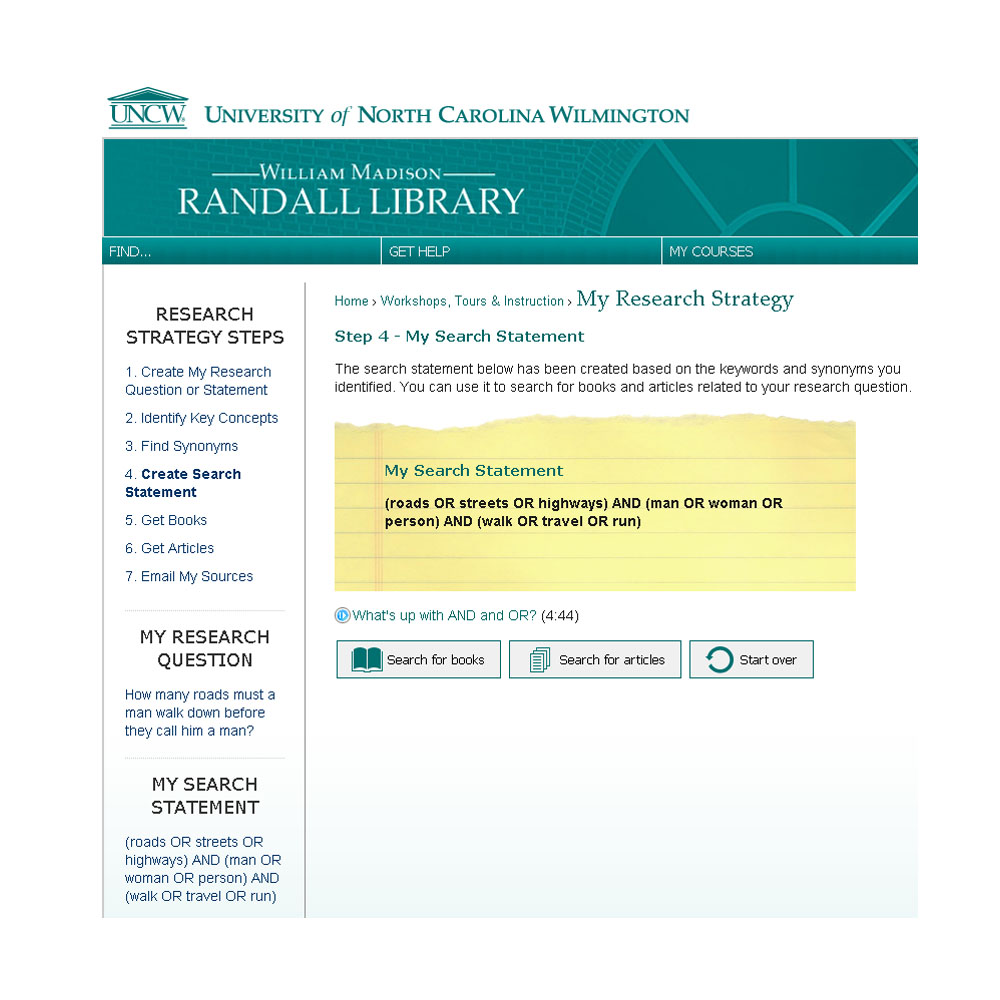 UNCW
UNIVERSITY of NORTH CAROLINA WILMINGTON
WILLIAM MADISON
RANDALL LIBRARY
FIND...
GET HELP
MY COURSES
RESEARCH
STRATEGY STEPS
1. Create My Research
Question or Statement
2. Identify Key Concepts
3. Find Synonyms
4. Create Search
Statement
5. Get Books
6. Get Articles
7. Email My Sources
MY RESEARCH
QUESTION
How many roads must a
man walk down before
they call him a man?
MY SEARCH
STATEMENT
(roads OR streets OR
highways) AND (man OR
woman OR person) AND
(walk OR travel OR run)
Home › Workshops, Tours & Instruction › My Research Strategy
Step 4 - My Search Statement
The search statement below has been created based on the keywords and synonyms you
identified. You can use it to search for books and articles related to your research question.
My Search Statement
(roads OR streets OR highways) AND (man OR woman OR
person) AND (walk OR travel OR run)
What's up with AND and OR? (4:44)
Search for books
Search for articles
Start over